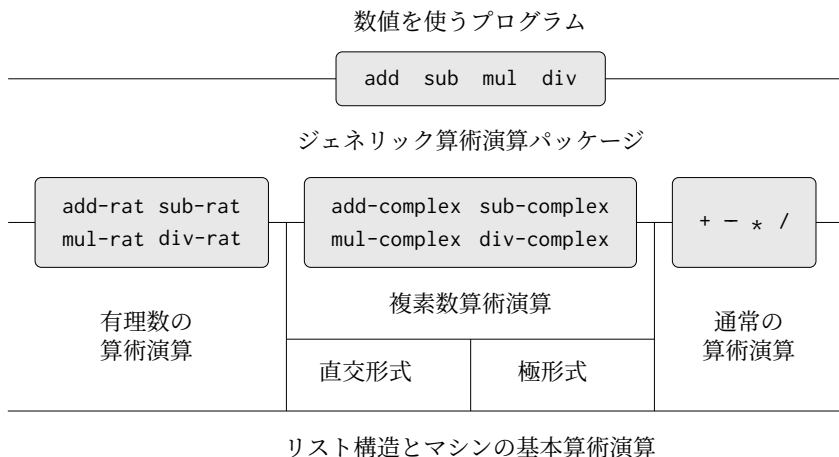 数値を使うプログラム
add sub mul div
ジェネリック算術演算パッケージ
add-rat sub-rat
mul-rat div-rat
add-complex sub-complex
mul-complex div-complex
+ − * /
有理数の
算術演算
複素数算術演算
直交形式
極形式
通常の
算術演算
リスト構造とマシンの基本算術演算